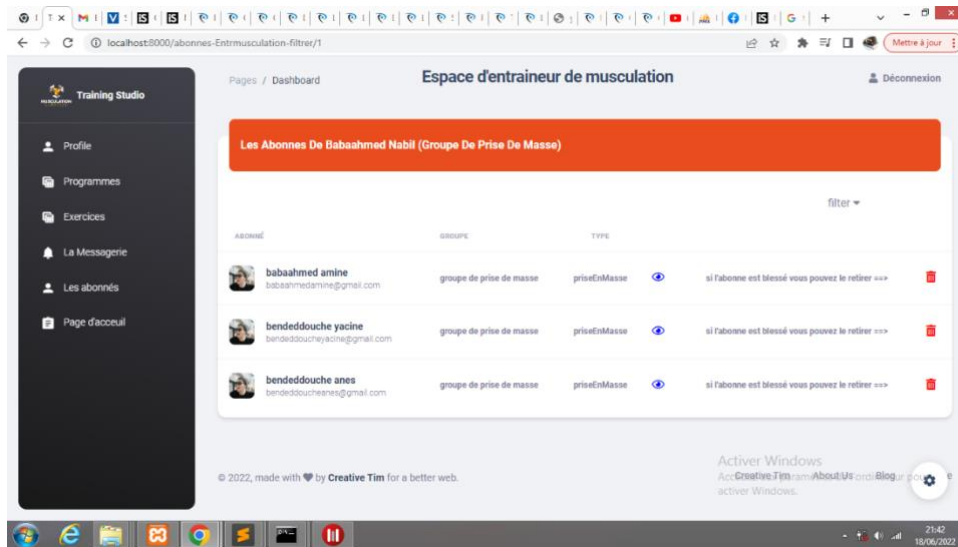 localhost:8000/abonnes-Entrmusculation-filtrer/1
Mettre à jour
MUSCULATION
Training Studio
Pages / Dashboard
Espace d'entraineur de musculation
Déconnexion
Profile
Programmes
Exercices
La Messagerie
Les abonnés
Page d'acceuil
Les Abonnes De Babaahmed Nabil (Groupe De Prise De Masse)
filter
ABONNÉ GROUPE TYPE
babaahmed amine
babaahmedamine@gmail.com
groupe de prise de masse priseEnMasse si l'abonne est blessé vous pouvez le retirer ==>
bendeddouche yacine
bendeddoucheyacine@gmail.com
groupe de prise de masse priseEnMasse si l'abonne est blessé vous pouvez le retirer ==>
bendeddouche anes
bendeddoucheanes@gmail.com
groupe de prise de masse priseEnMasse si l'abonne est blessé vous pouvez le retirer ==>
Activer Windows
© 2022, made with by Creative Tim for a better web.
Creative Tim About Us Blog
activer Windows.
21:42
18/06/2022